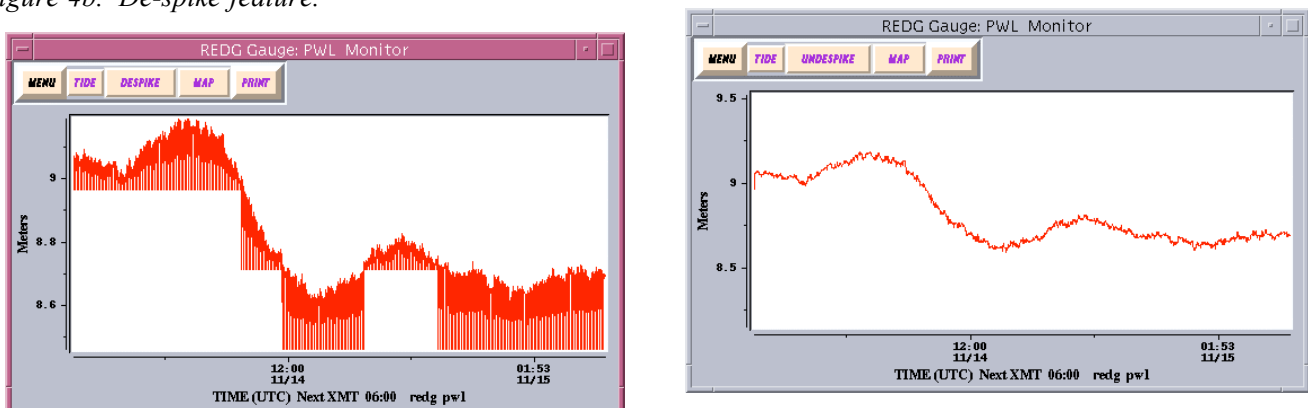 Figure 4b. De-spike feature.
REDG Gauge: PWL Monitor
MENU TIDE DESPIKE MAP PRINT
9
8.8
8.6
Meters
12:00 01:53
11/14 11/15
TIME (UTC) Next XMT 06:00 redg pwl
REDG Gauge: PWL Monitor
MENU TIDE UNDESPIKE MAP PRINT
9.5
9
8.5
Meters
12:00 01:53
11/14 11/15
TIME (UTC) Next XMT 06:00 redg pwl